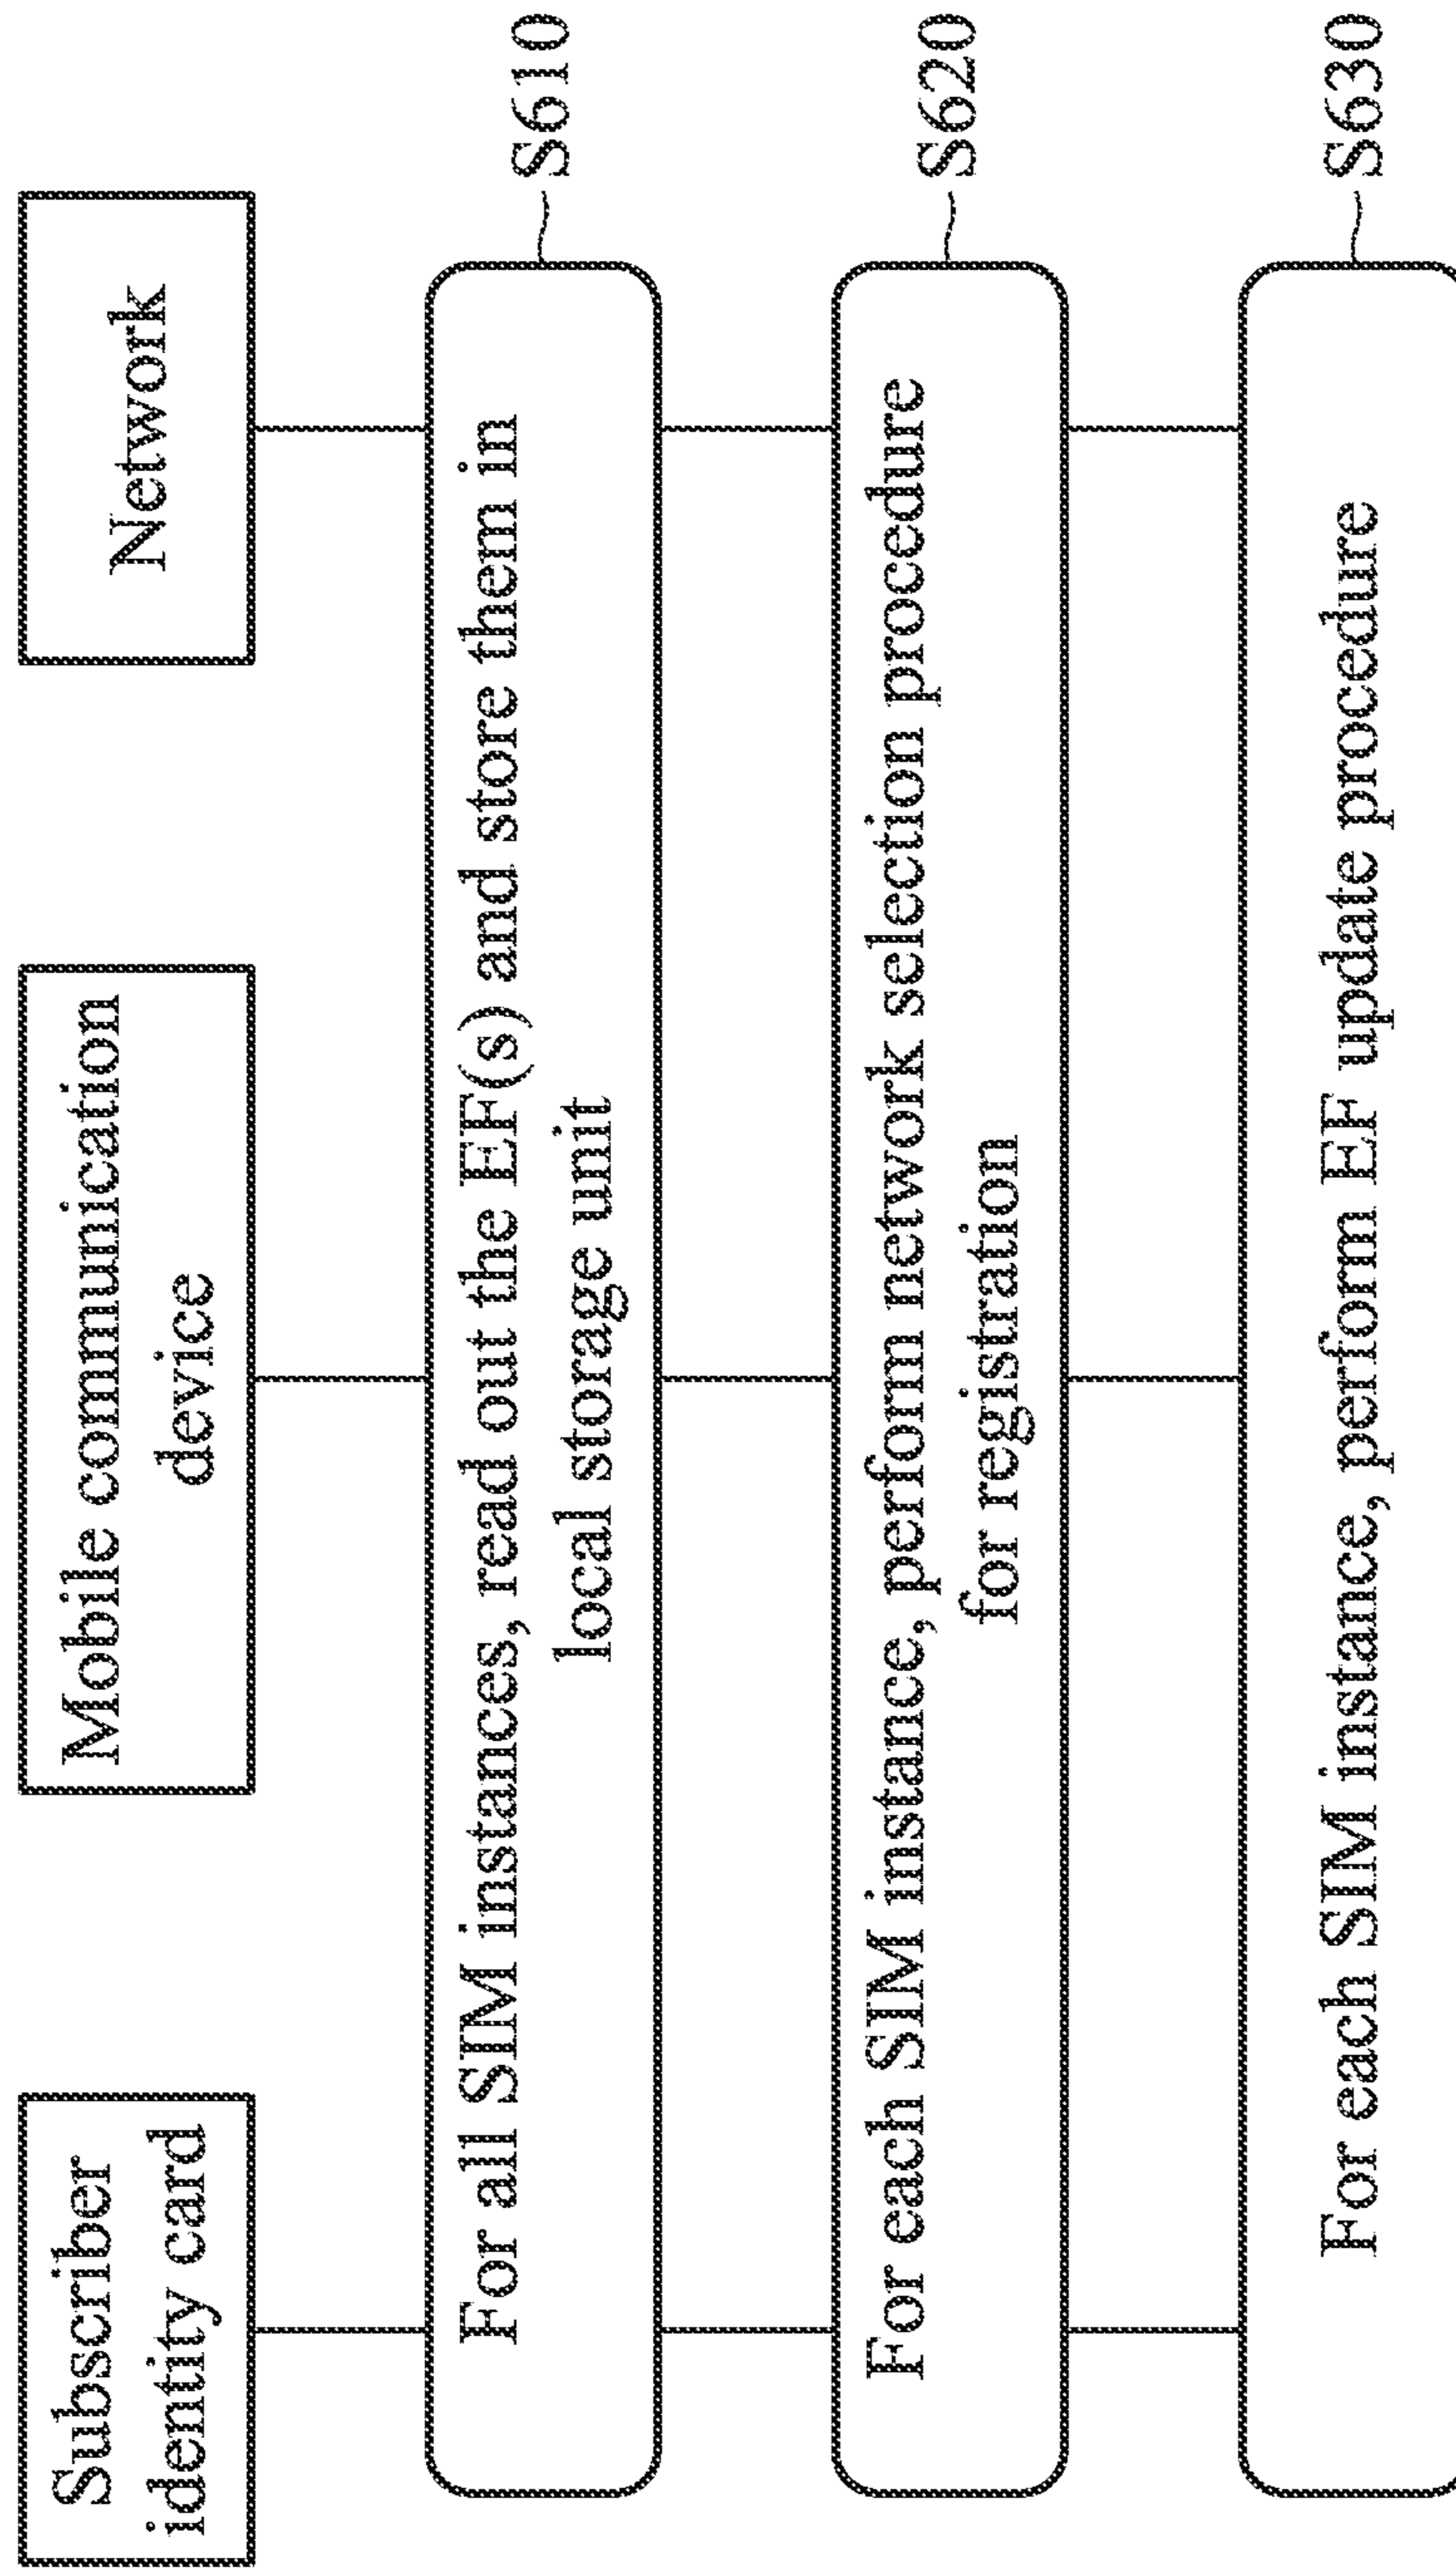 Subscriber
identity card
Mobile communication
device
Network
For all SIM instances, read out the EF(s) and store them in
local storage unit
S610
For each SIM instance, perform network selection procedure
for registration
S620
For each SIM instance, perform EF update procedure
S630